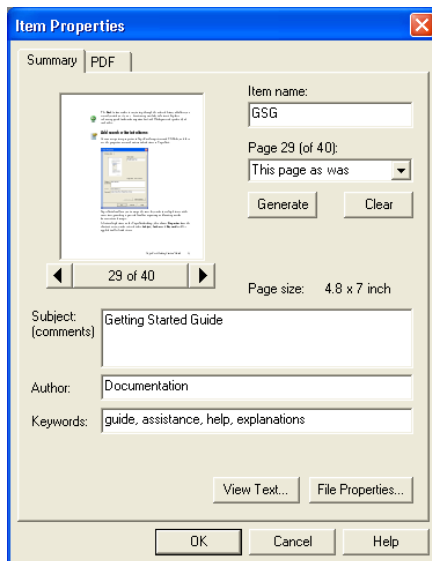 Item Properties
Summary
PDF
Item name:
GSG
Page 29 (of 40):
This page as was
Generate
Clear
29 of 40
Page size: 4.8 x 7 inch
Subject:
(comments)
Getting Started Guide
Author:
Documentation
Keywords:
guide, assistance, help, explanations
View Text...
File Properties...
OK
Cancel
Help